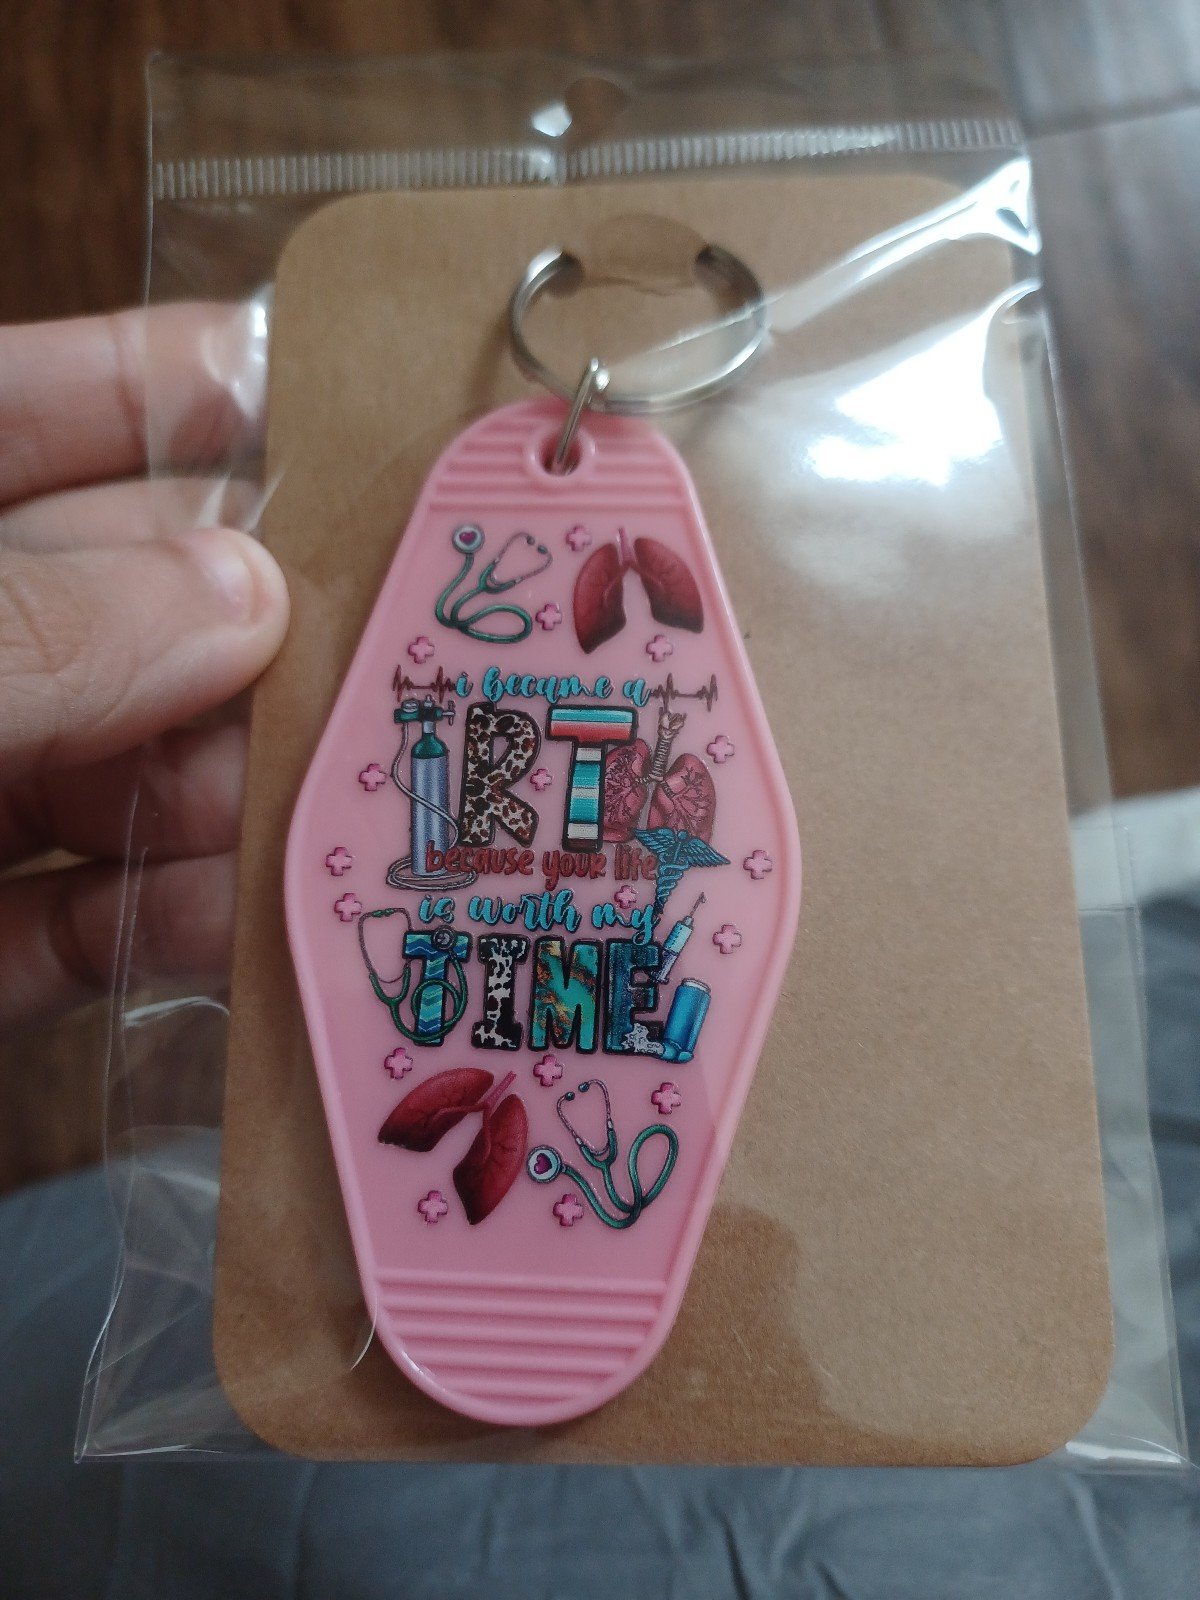 i became a
RT
because your life
is worth my
TIME